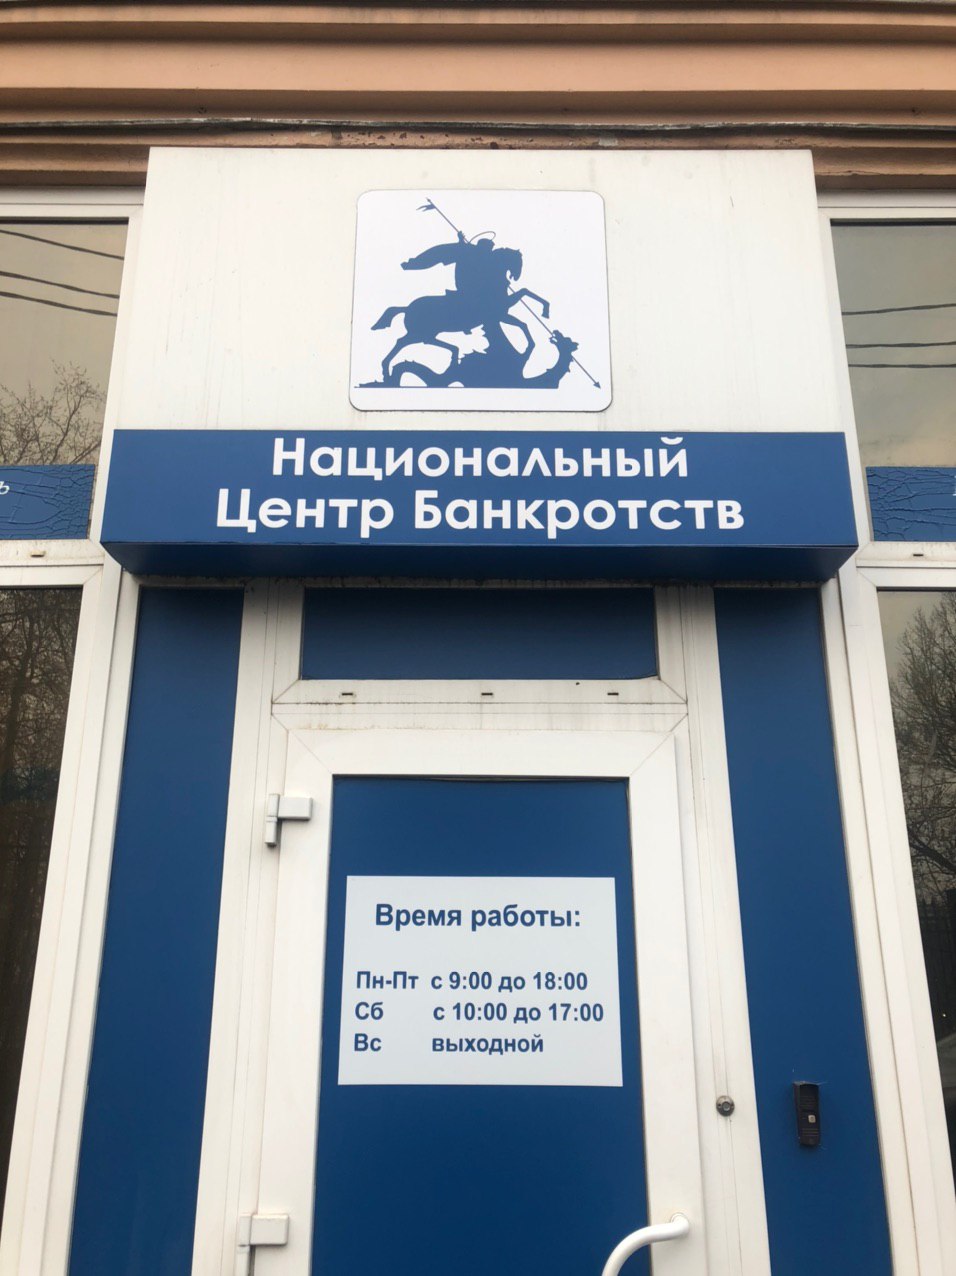 Национальный
Центр Банкротств
Время работы:
Пн-Пт с 9:00 до 18:00
Сб с 10:00 до 17:00
Вс выходной